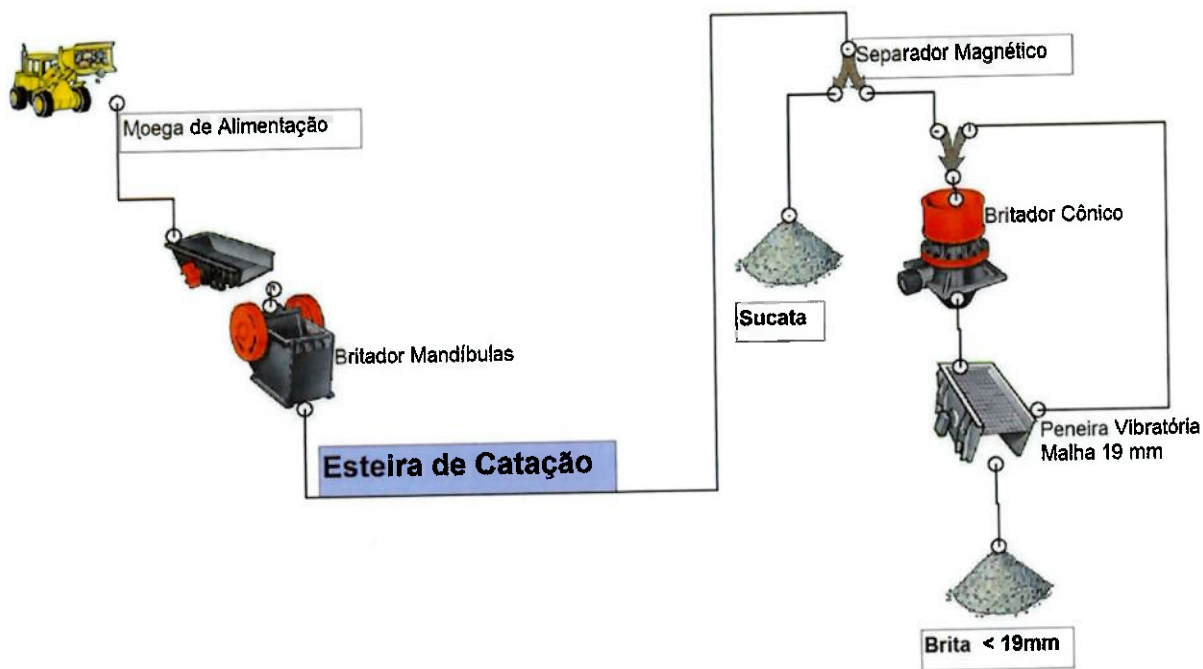 Separador Magnético
Moega de Alimentação
Britador Cônico
Sucata
Britador Mandíbulas
Peneira Vibratória
Malha 19 mm
Esteira de Catação
Brita < 19mm